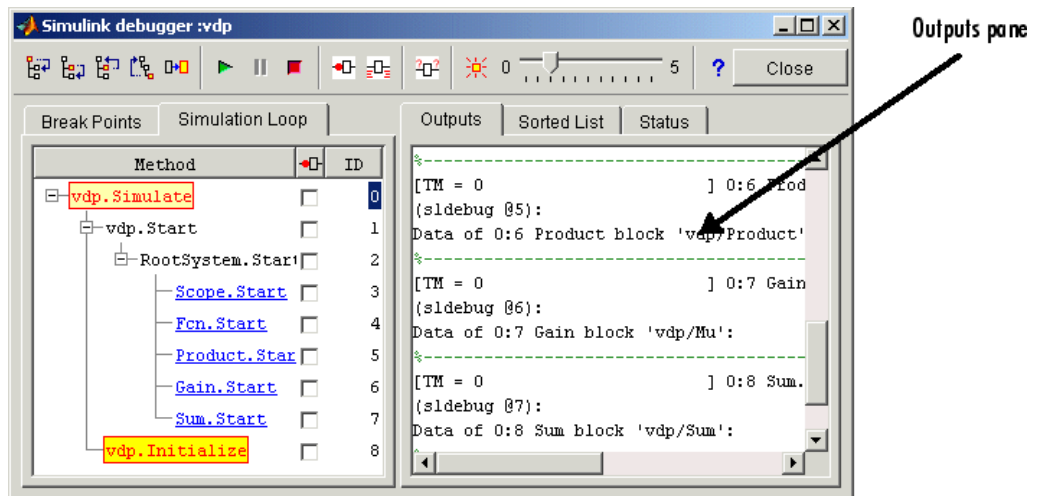 Simulink debugger :vdp
Outputs pane
0 5 ? Close
Break Points Simulation Loop
Outputs Sorted List Status
Method ID
vdp.Simulate 0
vdp.Start 1
RootSystem.Start 2
Scope.Start 3
Fcn.Start 4
Product.Star 5
Gain.Start 6
Sum.Start 7
vdp.Initialize 8
%----------------------------------------
[TM = 0 ] 0:6 Prod
(sldebug @5):
Data of 0:6 Product block 'vdp/Product'
%----------------------------------------
[TM = 0 ] 0:7 Gain
(sldebug @6):
Data of 0:7 Gain block 'vdp/Mu':
%----------------------------------------
[TM = 0 ] 0:8 Sum.
(sldebug @7):
Data of 0:8 Sum block 'vdp/Sum':